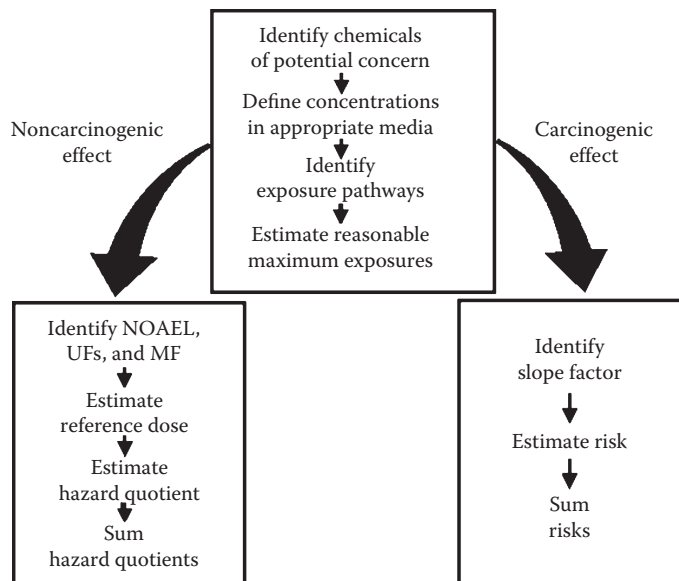 Identify chemicals
of potential concern
Define concentrations
in appropriate media
Identify
exposure pathways
Estimate reasonable
maximum exposures
Noncarcinogenic
effect
Carcinogenic
effect
Identify NOAEL,
UFs, and MF
Estimate
reference dose
Estimate
hazard quotient
Sum
hazard quotients
Identify
slope factor
Estimate risk
Sum
risks